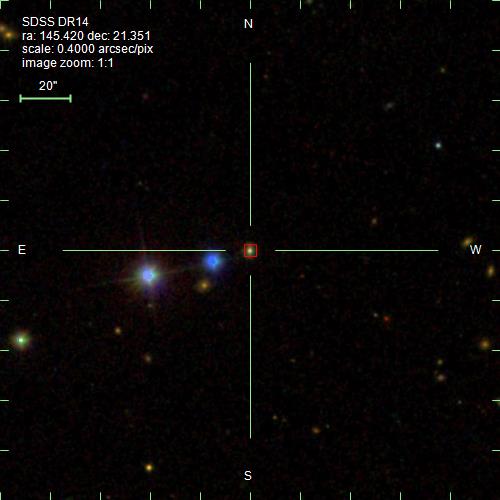 SDSS DR14
ra: 145.420 dec: 21.351
scale: 0.4000 arcsec/pix
image zoom: 1:1
20"
N
E
W
S